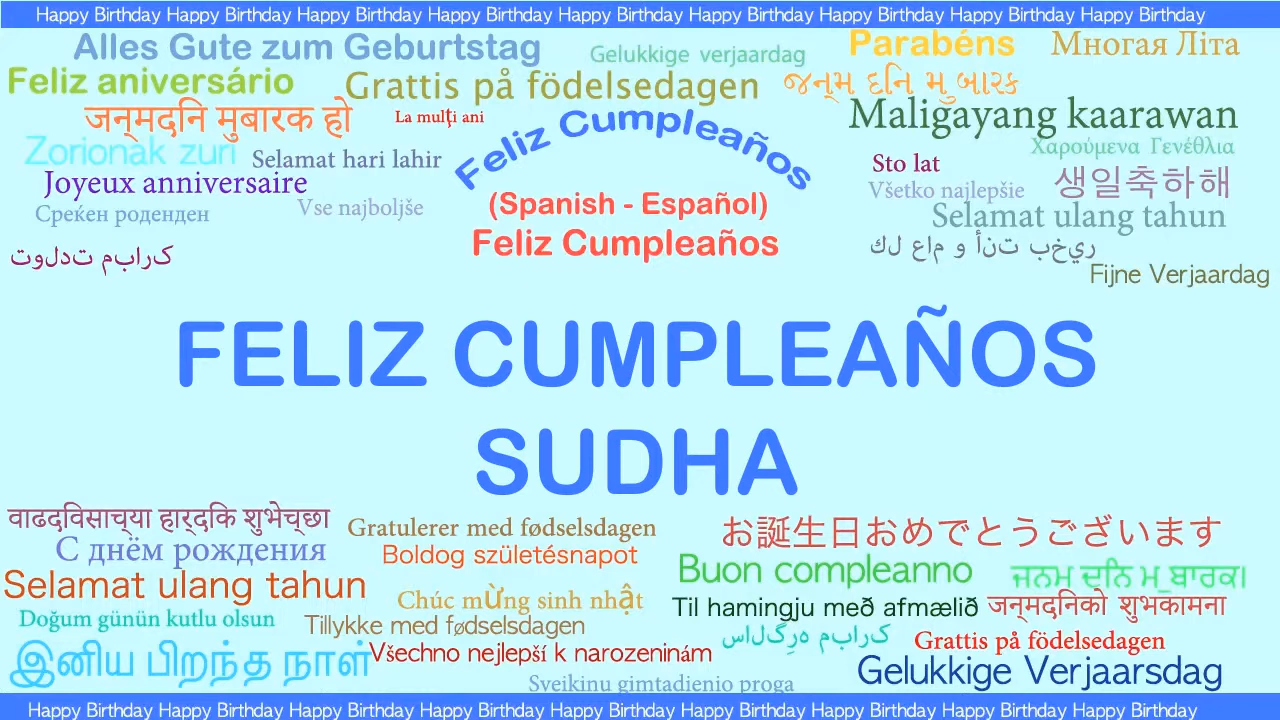 Happy Birthday Happy Birthday Happy Birthday Happy Birthday Happy Birthday Happy Birthday Happy Birthday Happy Birthday Happy Birthday
Alles Gute zum Geburtstag
Gelukkige verjaardag
Parabéns
Многая Літа
Feliz aniversário
Grattis på födelsedagen
જન્મ દનિ મુ બારક
जन्मदनि मुबारक हो
La mulţi ani
Feliz Cumpleaños
Maligayang kaarawan
Zorionak zuri
Selamat hari lahir
Sto lat
Χαρούμενα Γενέθλια
Joyeux anniversaire
(Spanish - Español)
Všetko najlepšie
생일축하해
Срећен роденден
Vse najboljše
Feliz Cumpleaños
Selamat ulang tahun
تولدت مبارک
كل عام و أنت بخير
Fijne Verjaardag
FELIZ CUMPLEAÑOS
SUDHA
वाढदविसाच्या हार्दकि शुभेच्छा
Gratulerer med fødselsdagen
お誕生日おめでとうございます
С днём рождения
Boldog születésnapot
Buon compleanno
ਜਨਮ ਦਨਿ ਮੁਬਾਰਕ।
Selamat ulang tahun
Chúc mừng sinh nhật
Til hamingju með afmælið
जन्मदनिको शुभकामना
Doğum günün kutlu olsun
Tillykke med fødselsdagen
سالگرہ مبارک
Grattis på födelsedagen
இனிய பிறந்த நாள்
Všechno nejlepší k narozeninám
Gelukkige Verjaarsdag
Sveikinu gimtadienio proga
Happy Birthday Happy Birthday Happy Birthday Happy Birthday Happy Birthday Happy Birthday Happy Birthday Happy Birthday Happy Birthday